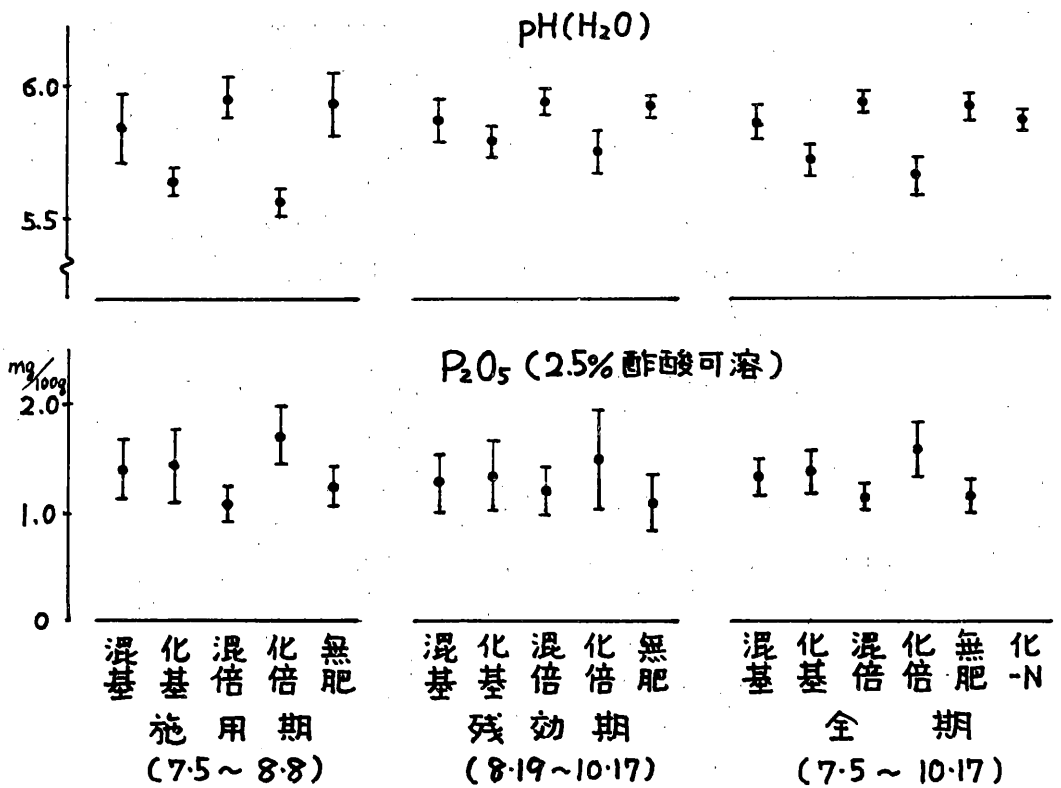 pH(H₂O)
6.0
5.5
P₂O₅(2.5%酢酸可溶)
mg/100g
2.0
1.0
0
混基 化基 混倍 化倍 無肥 混基 化基 混倍 化倍 無肥 混基 化基 混倍 化倍 無肥 化-N
施用期 残効期 全期
(7·5~8·8) (8·19~10·17) (7·5~10·17)